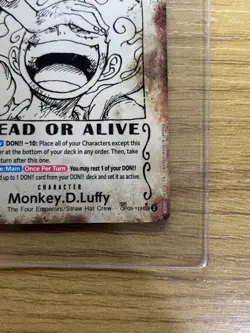 EAD OR ALIVE
DON!! −10: Place all of your Characters except this
er at the bottom of your deck in any order. Then, take
turn after this one.
e:Main Once Per Turn You may rest 1 of your DON!!
d up to 1 DON!! card from your DON!! deck and set it as active.
CHARACTER
Monkey.D.Luffy
The Four Emperors/Straw Hat Crew
OP05-119